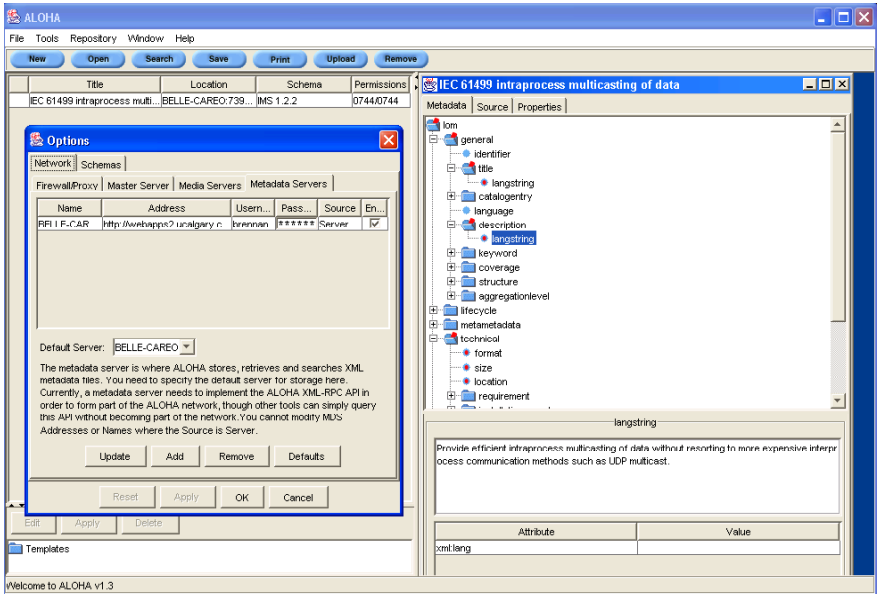 ALOHA
File Tools Repository Window Help
New Open Search Save Print Upload Remove
Title Location Schema Permissions
IEC 61499 intraprocess multi... BELLE-CAREO:739... IMS 1.2.2 0744/0744
Options
Network Schemas
Firewall/Proxy Master Server Media Servers Metadata Servers
Name Address Usern... Pass... Source En...
BELLE-CAR http://webapps2.ucalgary.c brennan ****** Server
Default Server: BELLE-CAREO
The metadata server is where ALOHA stores, retrieves and searches XML
metadata files. You need to specify the default server for storage here.
Currently, a metadata server needs to implement the ALOHA XML-RPC API in
order to form part of the ALOHA network, though other tools can simply query
this API without becoming part of the network.You cannot modify MDS
Addresses or Names where the Source is Server.
Update Add Remove Defaults
Reset Apply OK Cancel
Edit Apply Delete
Templates
IEC 61499 intraprocess multicasting of data
Metadata Source Properties
lom
general
identifier
title
langstring
catalogentry
language
description
langstring
keyword
coverage
structure
aggregationlevel
lifecycle
metametadata
technical
format
size
location
requirement
langstring
Provide efficient intraprocess multicasting of data without resorting to more expensive interpr
ocess communication methods such as UDP multicast.
Attribute Value
xml:lang
Welcome to ALOHA v1.3